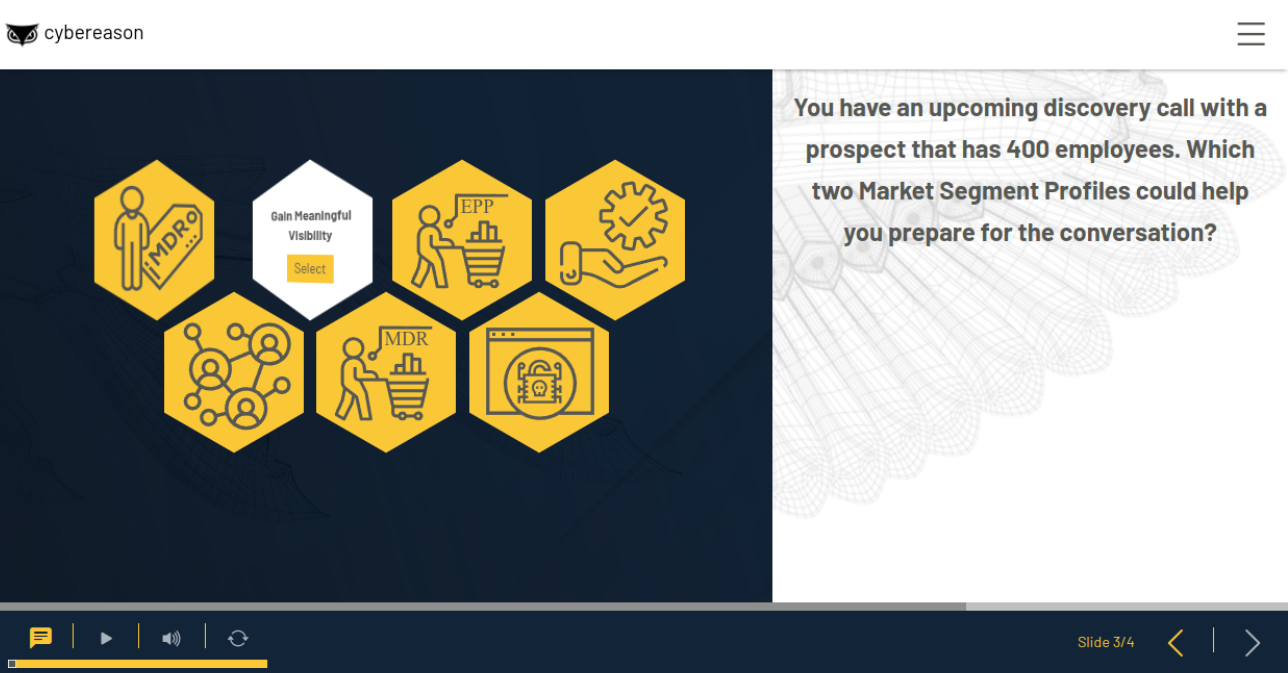 cybereason
You have an upcoming discovery call with a
prospect that has 400 employees. Which
two Market Segment Profiles could help
you prepare for the conversation?
MDR
Gain Meaningful
Visibility
Select
EPP
MDR
Slide 3/4